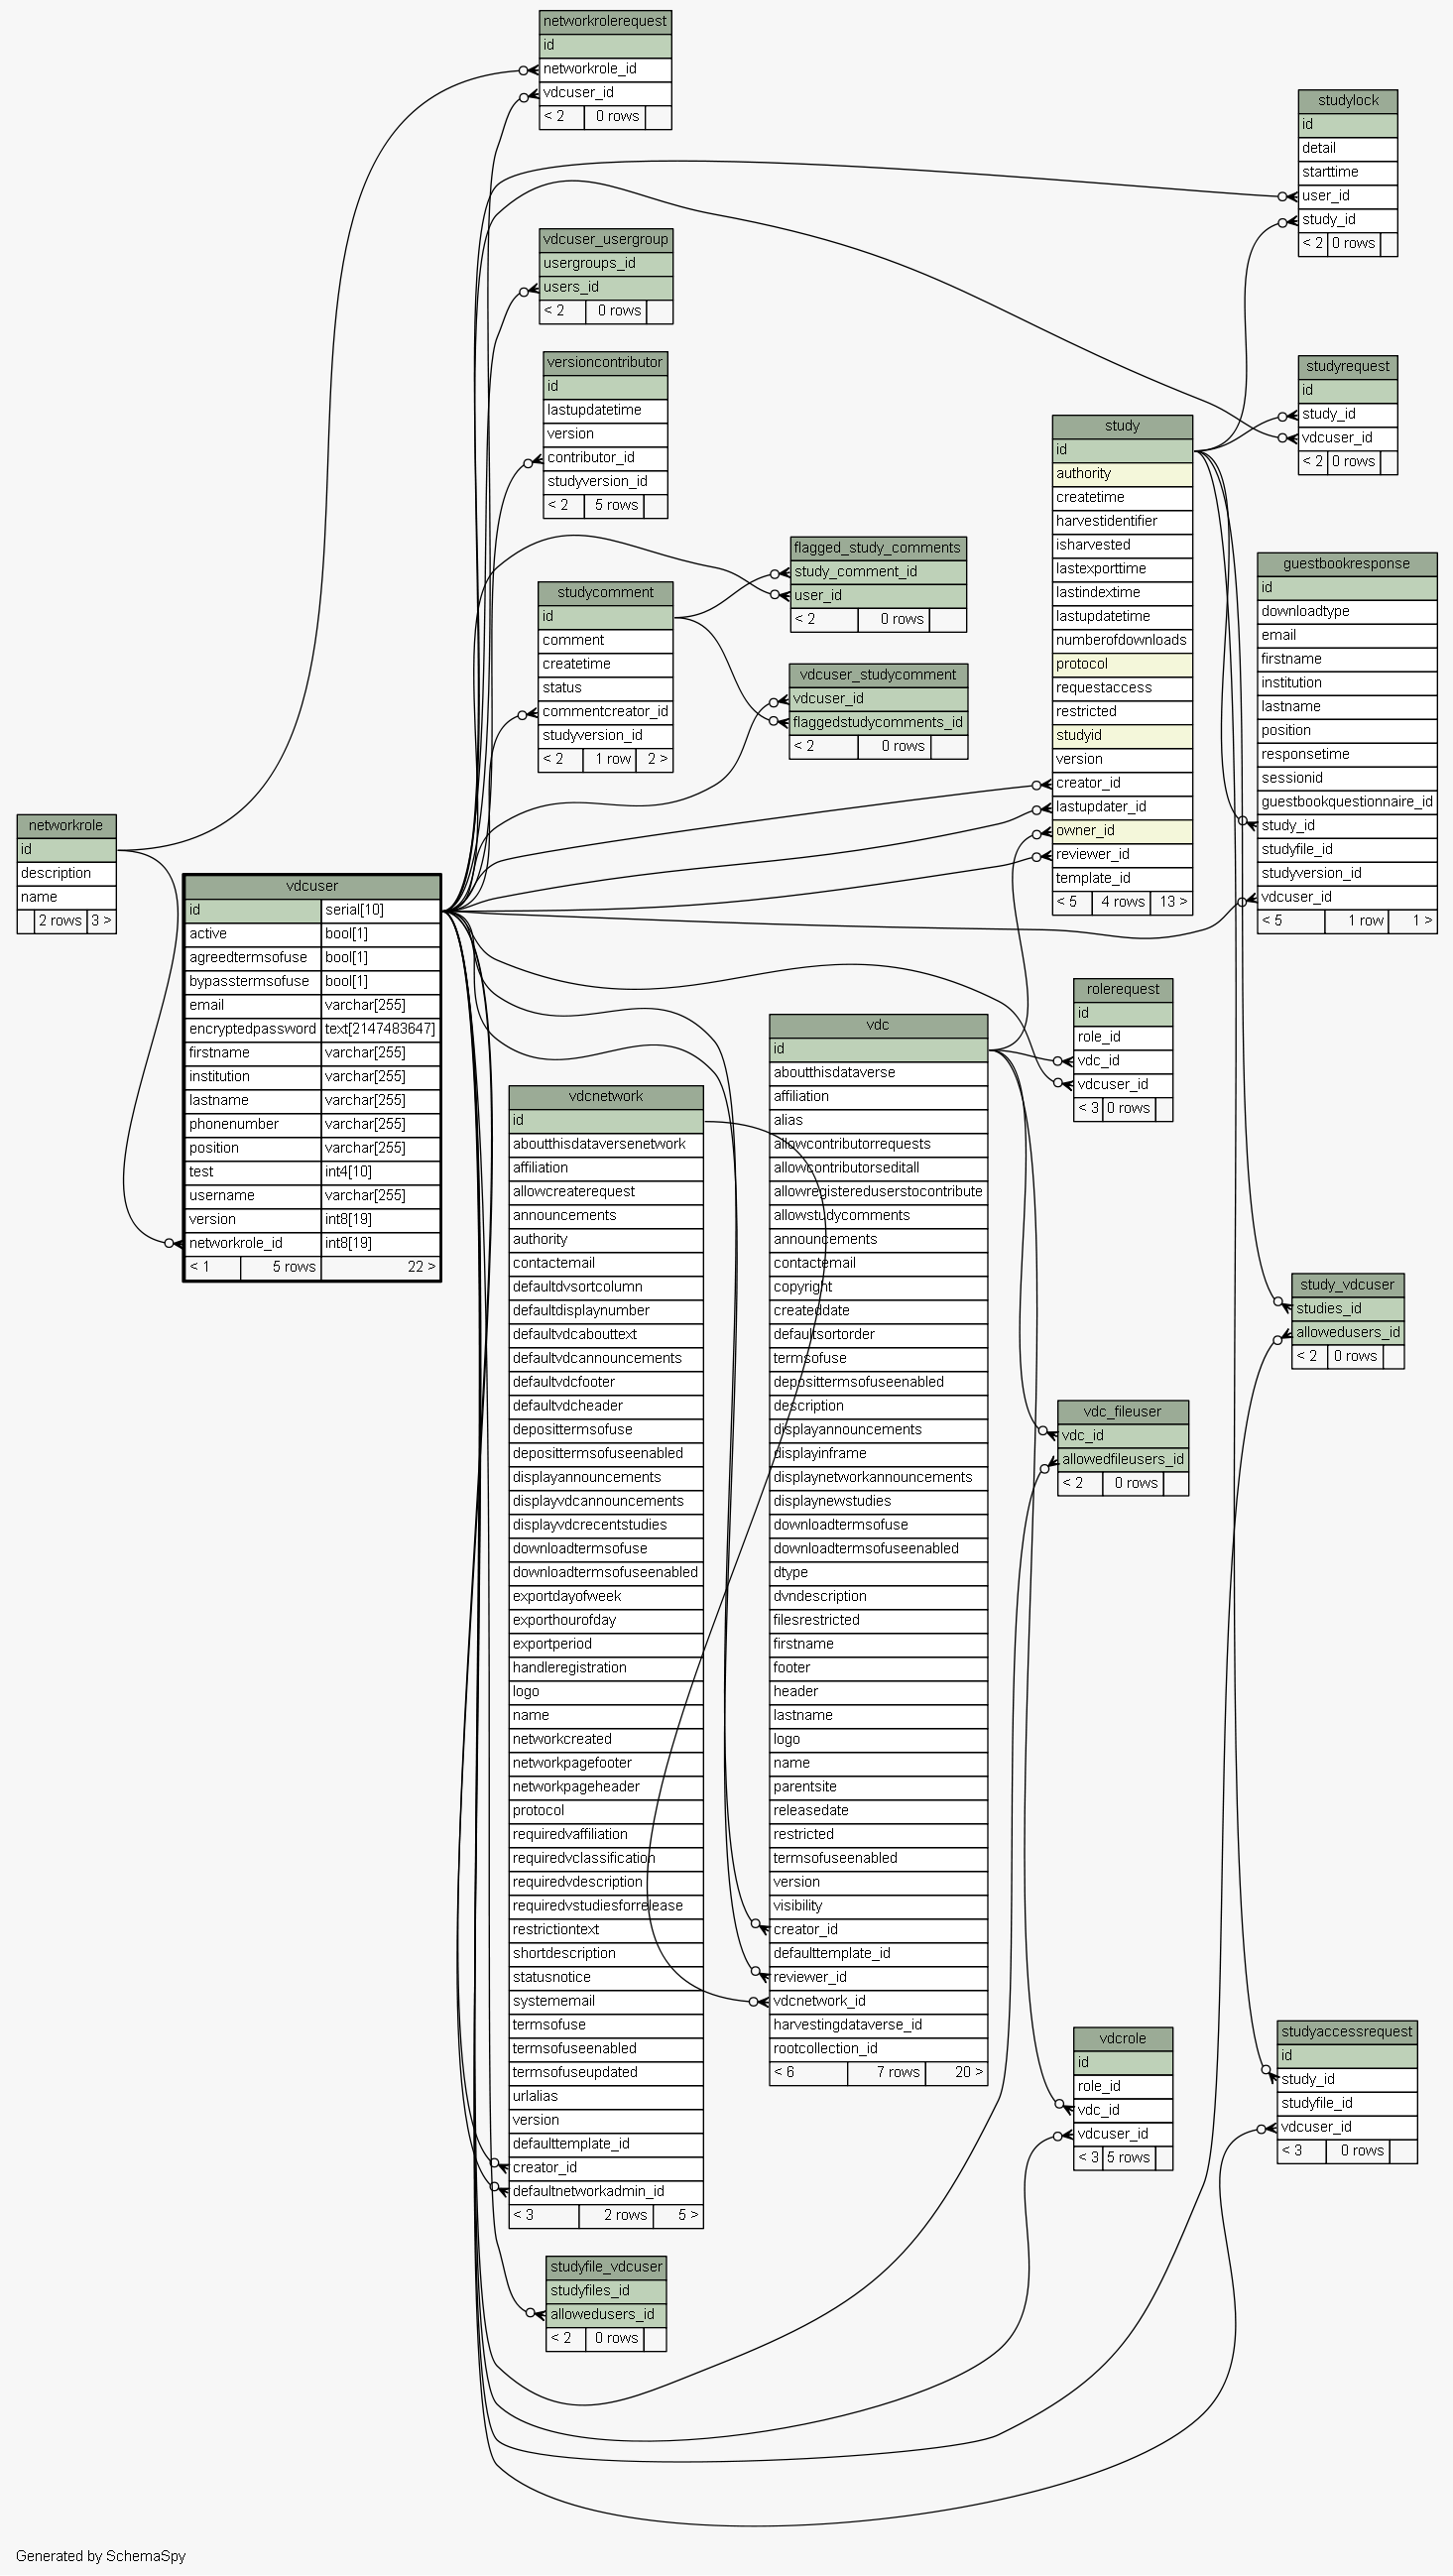 networkrolerequest
id
networkrole_id
vdcuser_id
< 2 0 rows
studylock
id
detail
starttime
user_id
study_id
< 2 0 rows
vdcuser_usergroup
usergroups_id
users_id
< 2 0 rows
versioncontributor
id
lastupdatetime
version
contributor_id
studyversion_id
< 2 5 rows
studyrequest
id
study_id
vdcuser_id
< 2 0 rows
study
id
authority
createtime
harvestidentifier
isharvested
lastexporttime
lastindextime
lastupdatetime
numberofdownloads
protocol
requestaccess
restricted
studyid
version
creator_id
lastupdater_id
owner_id
reviewer_id
template_id
< 5 4 rows 13 >
flagged_study_comments
study_comment_id
user_id
< 2 0 rows
guestbookresponse
id
downloadtype
email
firstname
institution
lastname
position
responsetime
sessionid
guestbookquestionnaire_id
study_id
studyfile_id
studyversion_id
vdcuser_id
< 5 1 row 1 >
studycomment
id
comment
createtime
status
commentcreator_id
studyversion_id
< 2 1 row 2 >
vdcuser_studycomment
vdcuser_id
flaggedstudycomments_id
< 2 0 rows
networkrole
id
description
name
2 rows 3 >
vdcuser
id serial[10]
active bool[1]
agreedtermsofuse bool[1]
bypasstermsofuse bool[1]
email varchar[255]
encryptedpassword text[2147483647]
firstname varchar[255]
institution varchar[255]
lastname varchar[255]
phonenumber varchar[255]
position varchar[255]
test int4[10]
username varchar[255]
version int8[19]
networkrole_id int8[19]
< 1 5 rows 22 >
rolerequest
id
role_id
vdc_id
vdcuser_id
< 3 0 rows
vdc
id
aboutthisdataverse
affiliation
alias
allowcontributorrequests
allowcontributorseditall
allowregistereduserstocontribute
allowstudycomments
announcements
contactemail
copyright
createddate
defaultsortorder
termsofuse
deposittermsofuseenabled
description
displayannouncements
displayinframe
displaynetworkannouncements
displaynewstudies
downloadtermsofuse
downloadtermsofuseenabled
dtype
dvndescription
filesrestricted
firstname
footer
header
lastname
logo
name
parentsite
releasedate
restricted
termsofuseenabled
version
visibility
creator_id
defaulttemplate_id
reviewer_id
vdcnetwork_id
harvestingdataverse_id
rootcollection_id
< 6 7 rows 20 >
vdcnetwork
id
aboutthisdataversenetwork
affiliation
allowcreaterequest
announcements
authority
contactemail
defaultdvsortcolumn
defaultdisplaynumber
defaultvdcabouttext
defaultvdcannouncements
defaultvdcfooter
defaultvdcheader
deposittermsofuse
deposittermsofuseenabled
displayannouncements
displayvdcannouncements
displayvdcrecentstudies
downloadtermsofuse
downloadtermsofuseenabled
exportdayofweek
exporthourofday
exportperiod
handleregistration
logo
name
networkcreated
networkpagefooter
networkpageheader
protocol
requiredvaffiliation
requiredvclassification
requiredvdescription
requiredvstudiesforrelease
restrictiontext
shortdescription
statusnotice
systememail
termsofuse
termsofuseenabled
termsofuseupdated
urlalias
version
defaulttemplate_id
creator_id
defaultnetworkadmin_id
< 3 2 rows 5 >
study_vdcuser
studies_id
allowedusers_id
< 2 0 rows
vdc_fileuser
vdc_id
allowedfileusers_id
< 2 0 rows
vdcrole
id
role_id
vdc_id
vdcuser_id
< 3 5 rows
studyaccessrequest
id
study_id
studyfile_id
vdcuser_id
< 3 0 rows
studyfile_vdcuser
studyfiles_id
allowedusers_id
< 2 0 rows
Generated by SchemaSpy